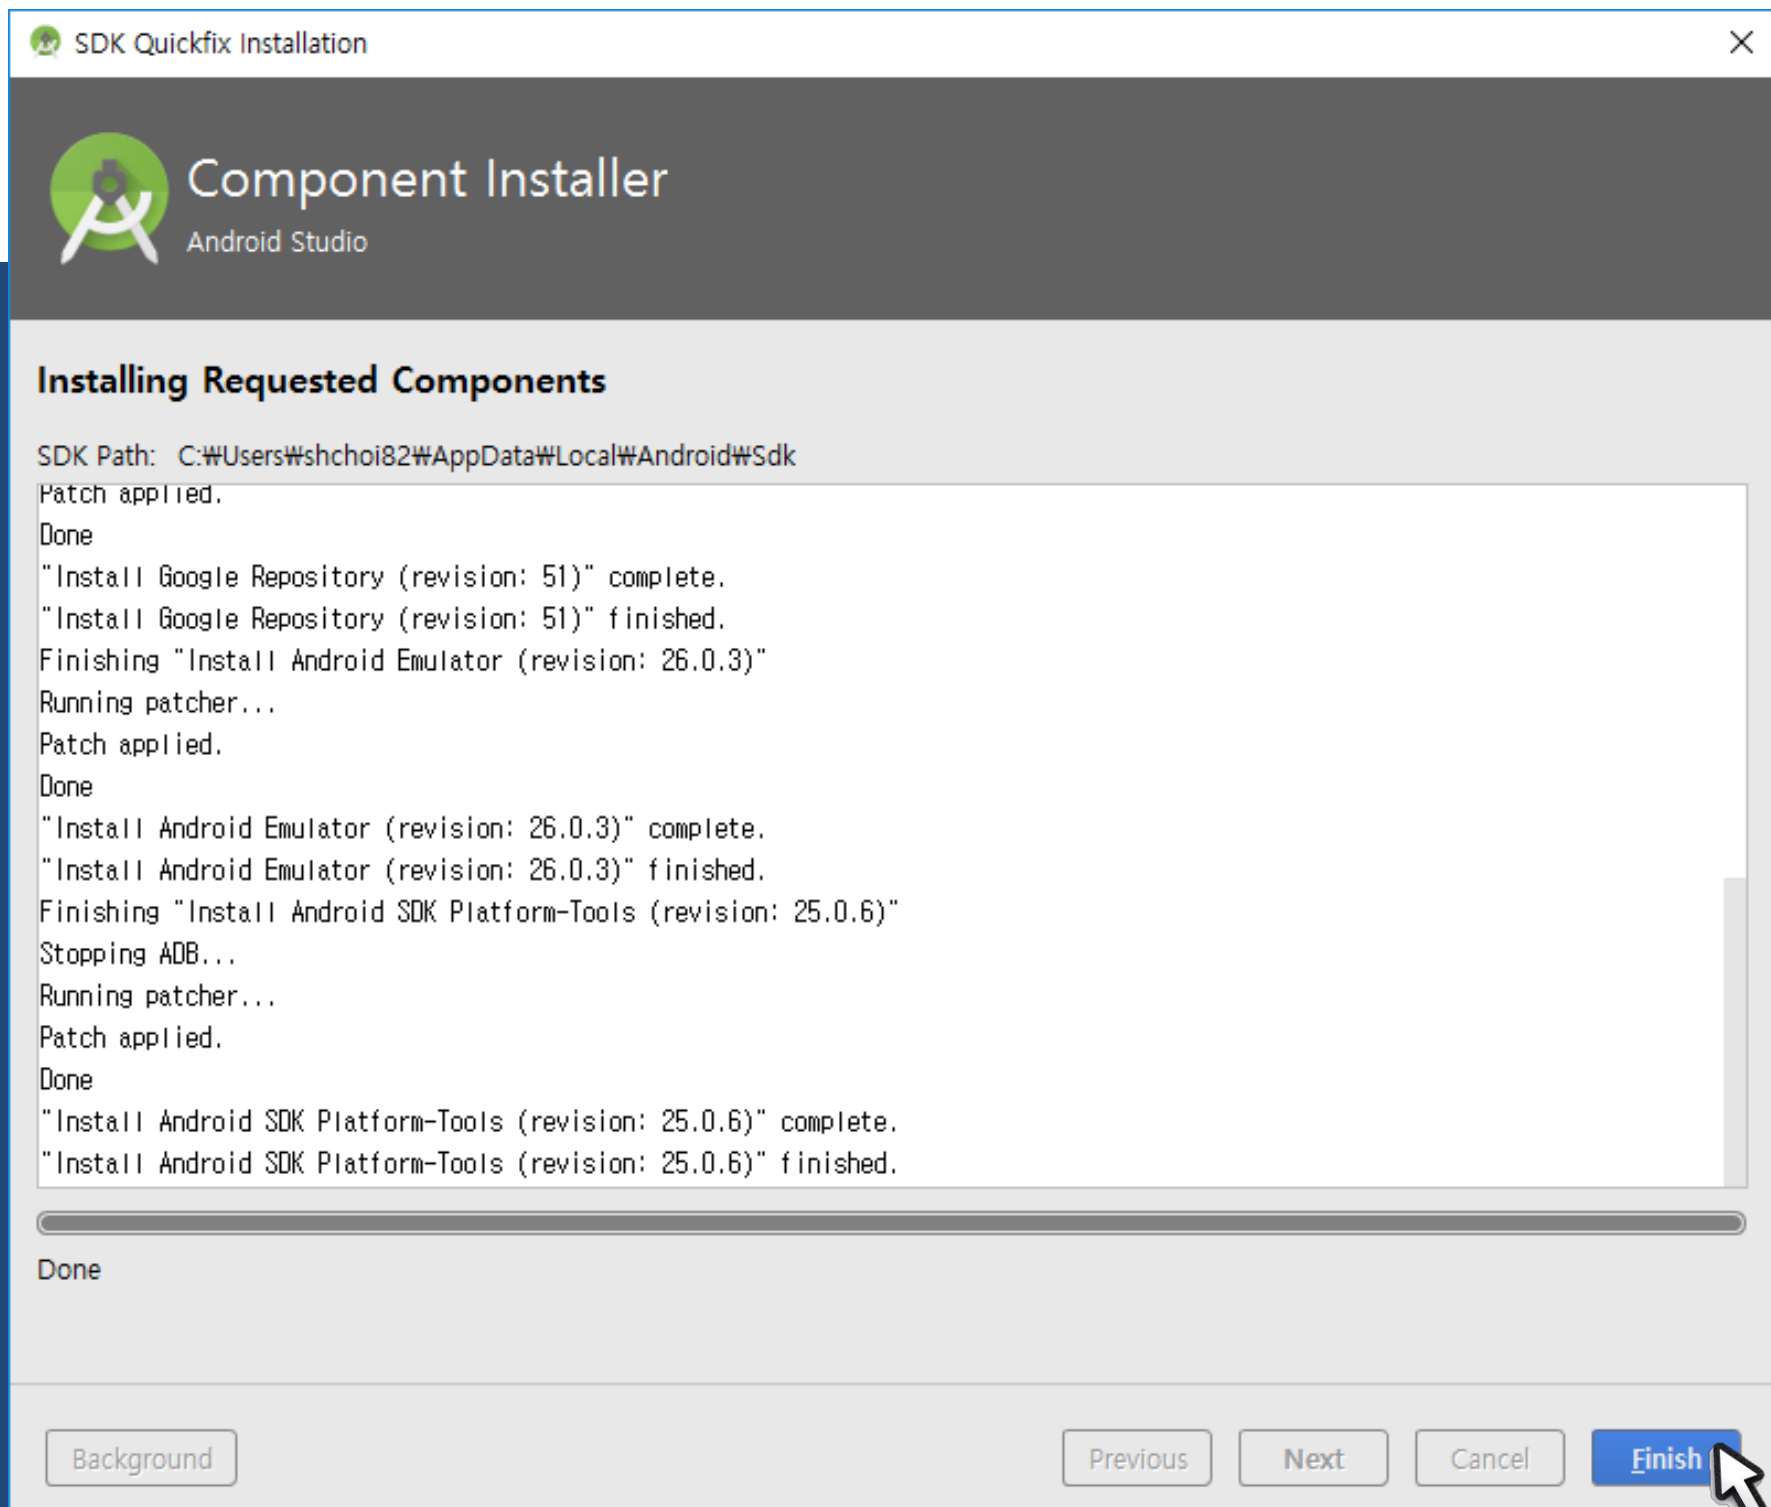 SDK Quickfix Installation
Component Installer
Android Studio
Installing Requested Components
SDK Path: C:₩Users₩shchoi82₩AppData₩Local₩Android₩Sdk
Patch applied.
Done
"Install Google Repository (revision: 51)" complete.
"Install Google Repository (revision: 51)" finished.
Finishing "Install Android Emulator (revision: 26.0.3)"
Running patcher...
Patch applied.
Done
"Install Android Emulator (revision: 26.0.3)" complete.
"Install Android Emulator (revision: 26.0.3)" finished.
Finishing "Install Android SDK Platform-Tools (revision: 25.0.6)"
Stopping ADB...
Running patcher...
Patch applied.
Done
"Install Android SDK Platform-Tools (revision: 25.0.6)" complete.
"Install Android SDK Platform-Tools (revision: 25.0.6)" finished.
Done
Background Previous Next Cancel Finish